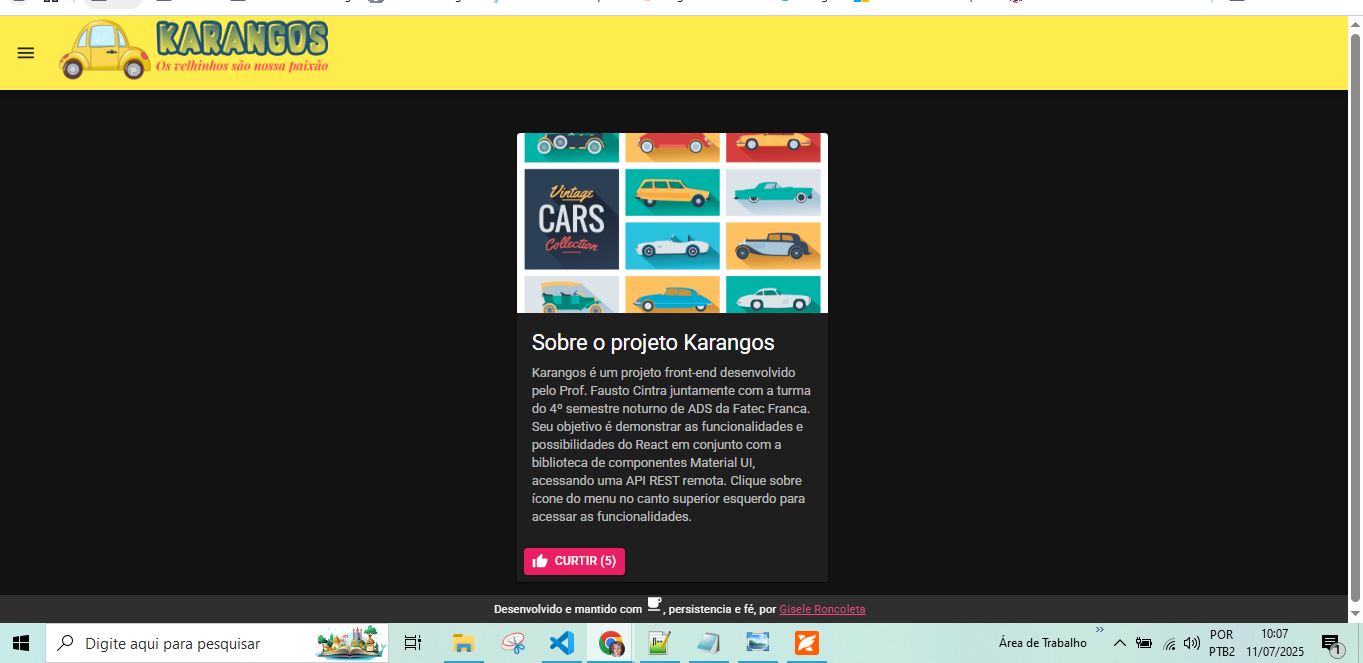 KARANGOS
Os velhinhos são nossa paixão
Vintage
CARS
Collection
Sobre o projeto Karangos
Karangos é um projeto front-end desenvolvido
pelo Prof. Fausto Cintra juntamente com a turma
do 4º semestre noturno de ADS da Fatec Franca.
Seu objetivo é demonstrar as funcionalidades e
possibilidades do React em conjunto com a
biblioteca de componentes Material UI,
acessando uma API REST remota. Clique sobre
ícone do menu no canto superior esquerdo para
acessar as funcionalidades.
CURTIR (5)
Desenvolvido e mantido com , persistencia e fé, por Gisele Roncoleta
Digite aqui para pesquisar
Área de Trabalho
POR
PTB2
10:07
11/07/2025
1